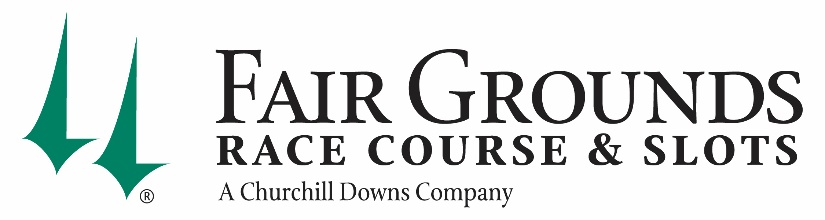 FAIR GROUNDS
RACE COURSE & SLOTS
A Churchill Downs Company
®